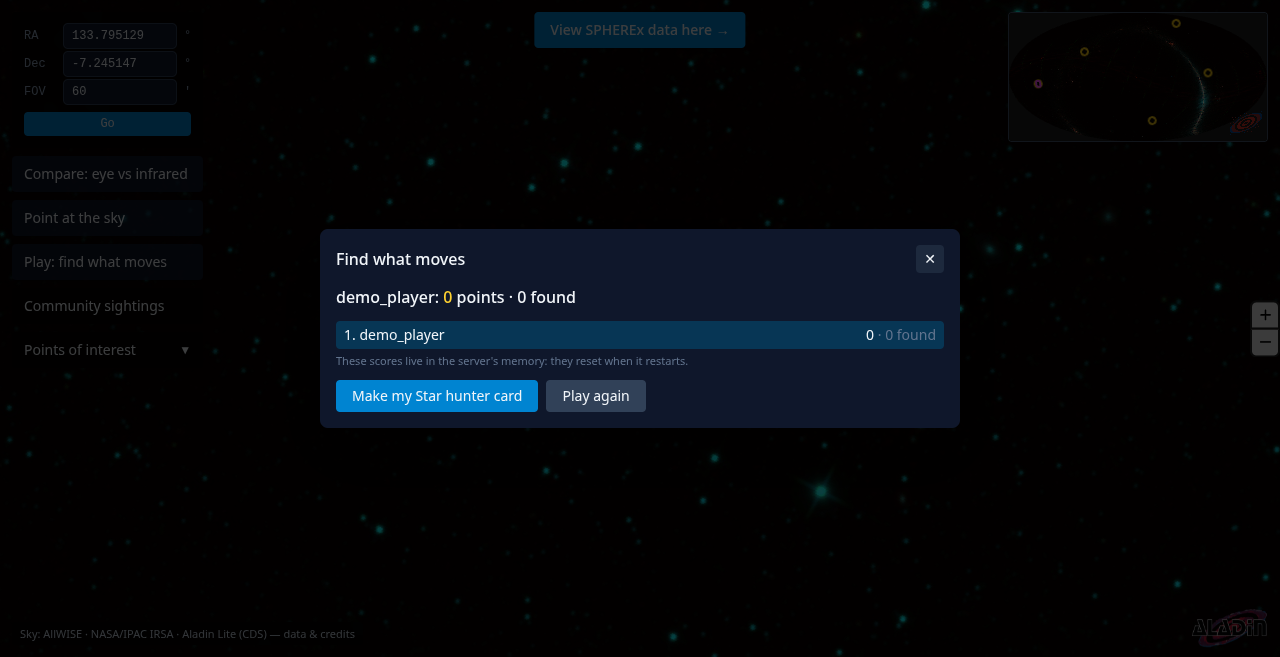 RA 133.795129 °
Dec -7.245147 °
FOV 60 '
Go
View SPHEREx data here →
Compare: eye vs infrared
Point at the sky
Play: find what moves
Community sightings
Points of interest ▼
Find what moves ✕
demo_player: 0 points · 0 found
1. demo_player 0 · 0 found
These scores live in the server's memory: they reset when it restarts.
Make my Star hunter card Play again
+
−
Sky: AllWISE · NASA/IPAC IRSA · Aladin Lite (CDS) — data & credits
ALADIN